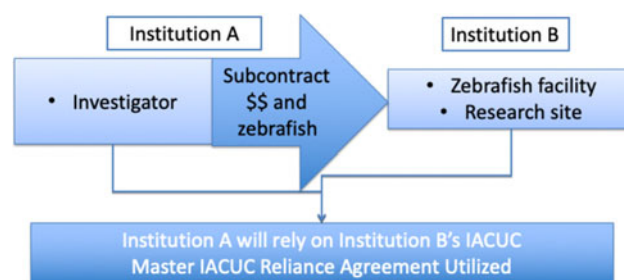 Institution A
Institution B
• Investigator
Subcontract
$$ and
zebrafish
• Zebrafish facility
• Research site
Institution A will rely on Institution B's IACUC
Master IACUC Reliance Agreement Utilized